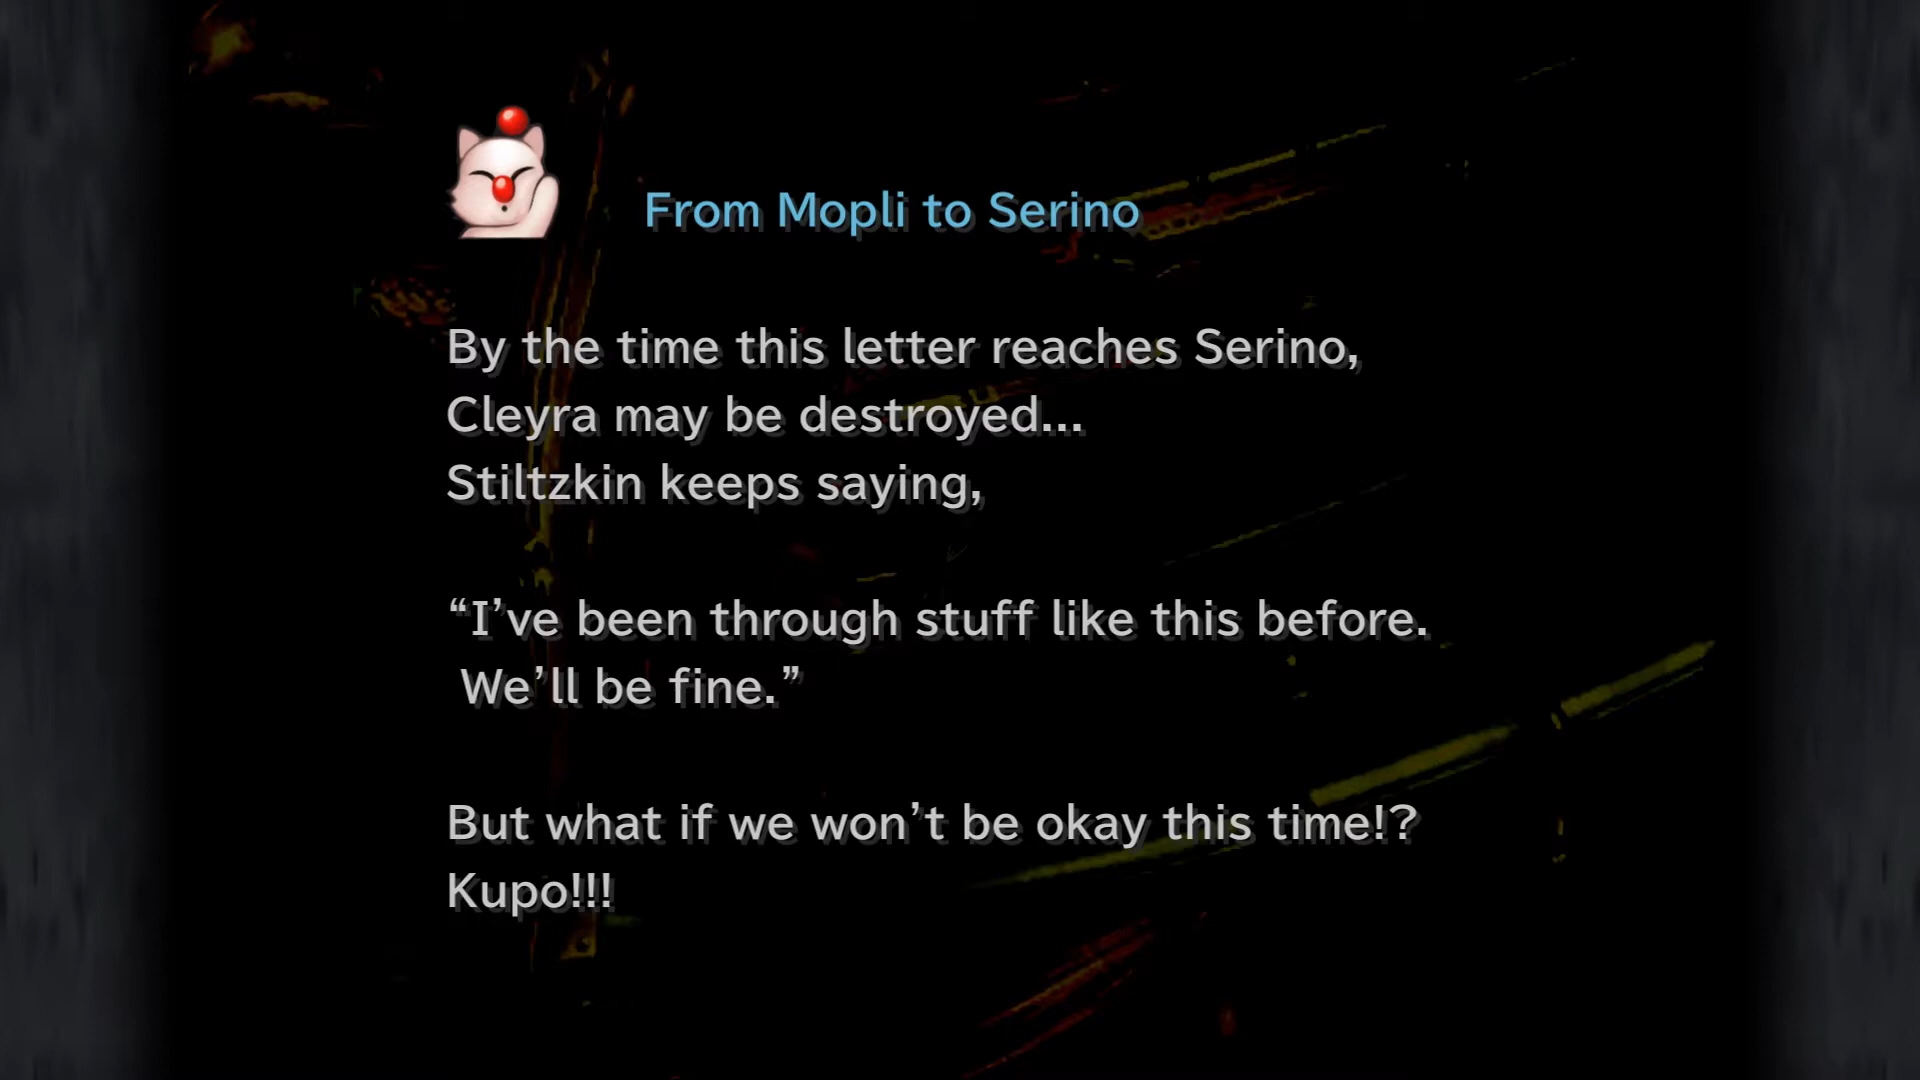 From Mopli to Serino
By the time this letter reaches Serino,
Cleyra may be destroyed...
Stiltzkin keeps saying,
“I’ve been through stuff like this before.
We’ll be fine.”
But what if we won’t be okay this time!?
Kupo!!!